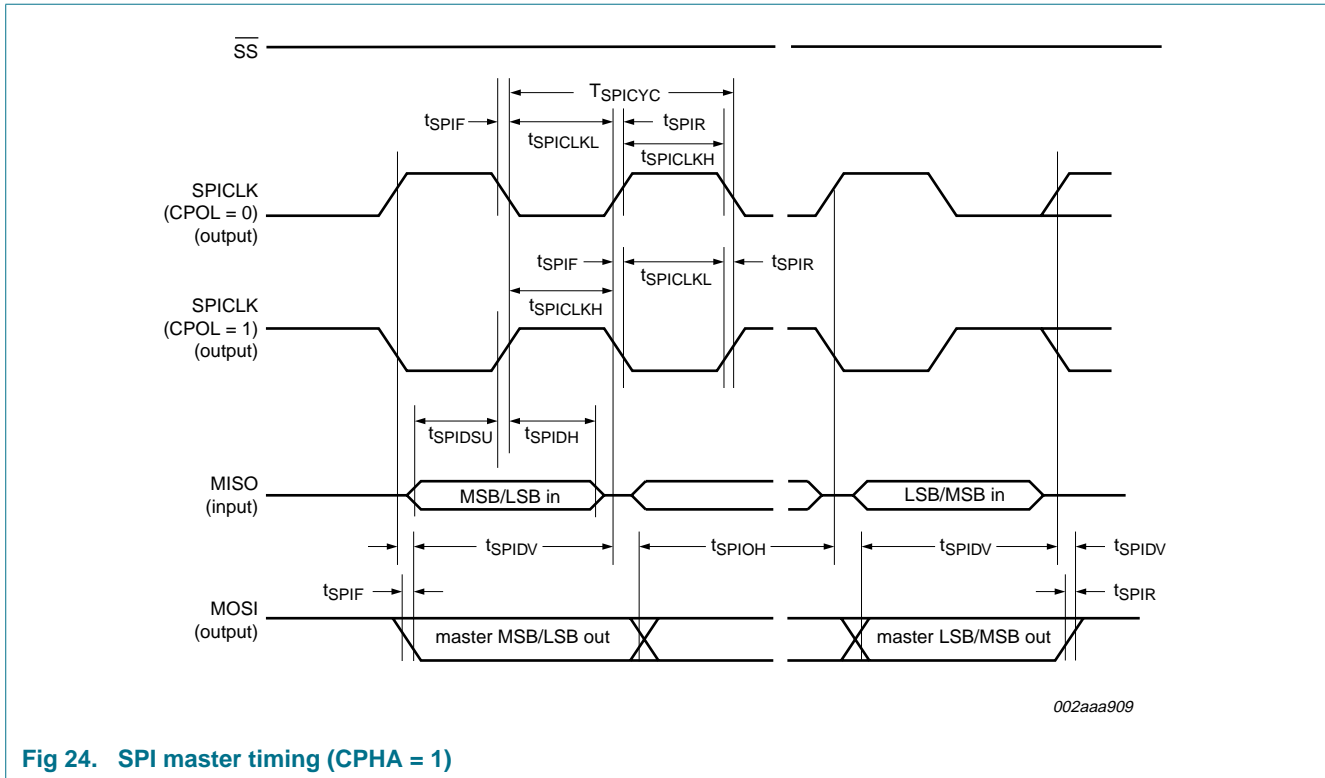 SS
TSPICYC
tSPIF
tSPICLKL
tSPIR
tSPICLKH
SPICLK
(CPOL = 0)
(output)
tSPIF
tSPICLKL
tSPIR
tSPICLKH
SPICLK
(CPOL = 1)
(output)
tSPIDSU
tSPIDH
MISO
(input)
MSB/LSB in
LSB/MSB in
tSPIDV
tSPIOH
tSPIDV
tSPIDV
tSPIF
tSPIR
MOSI
(output)
master MSB/LSB out
master LSB/MSB out
002aaa909
Fig 24. SPI master timing (CPHA = 1)